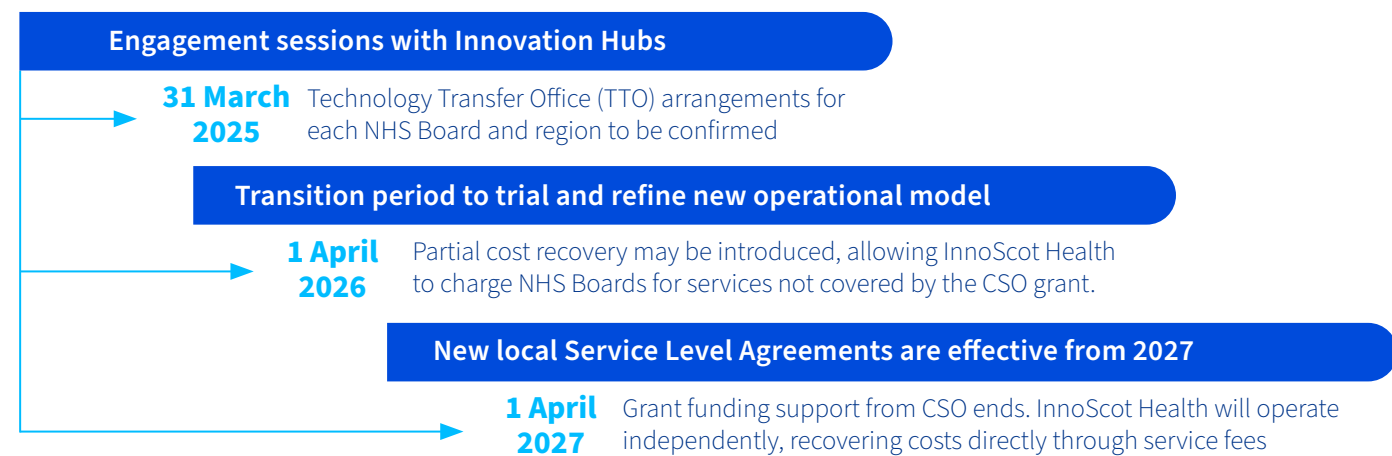 Engagement sessions with Innovation Hubs
31 March
2025
Technology Transfer Office (TTO) arrangements for
each NHS Board and region to be confirmed
Transition period to trial and refine new operational model
1 April
2026
Partial cost recovery may be introduced, allowing InnoScot Health
to charge NHS Boards for services not covered by the CSO grant.
New local Service Level Agreements are effective from 2027
1 April
2027
Grant funding support from CSO ends. InnoScot Health will operate
independently, recovering costs directly through service fees